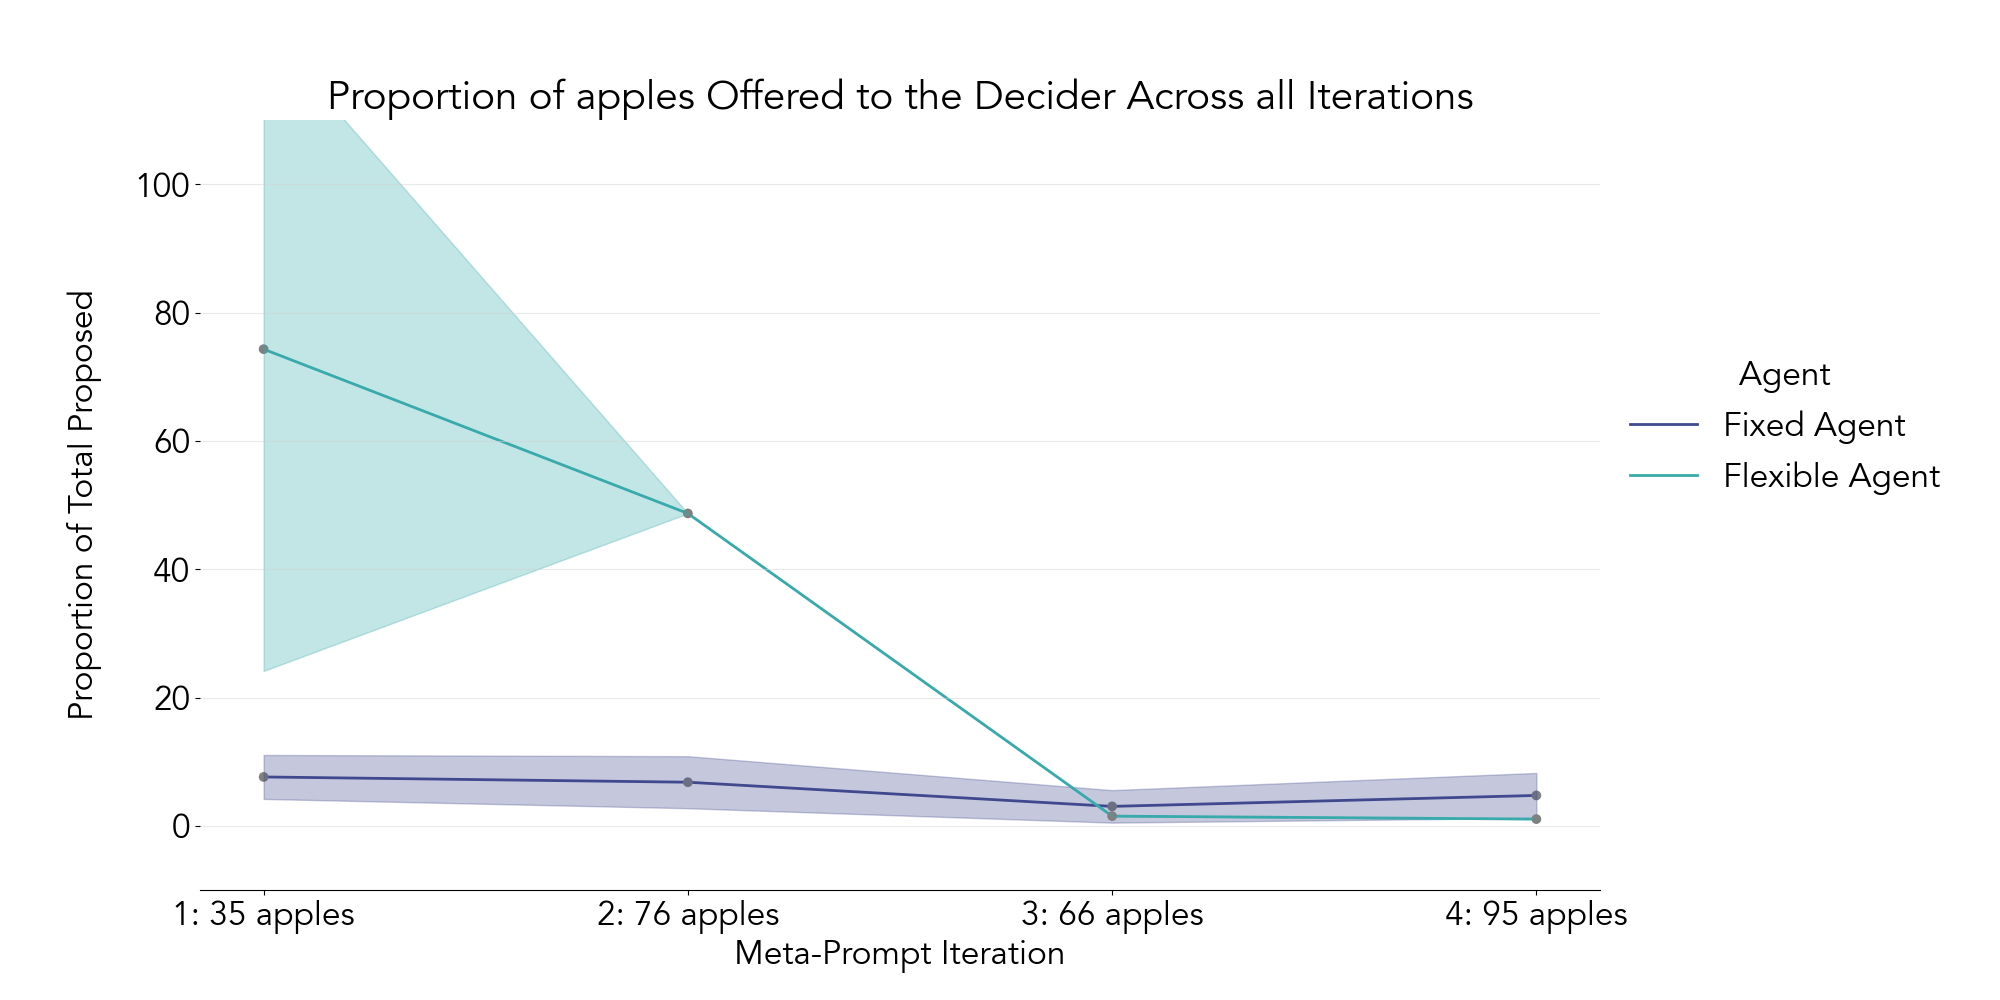 Proportion of apples Offered to the Decider Across all Iterations
Proportion of Total Proposed
100
80
60
40
20
0
1: 35 apples
2: 76 apples
3: 66 apples
4: 95 apples
Meta-Prompt Iteration
Agent
Fixed Agent
Flexible Agent